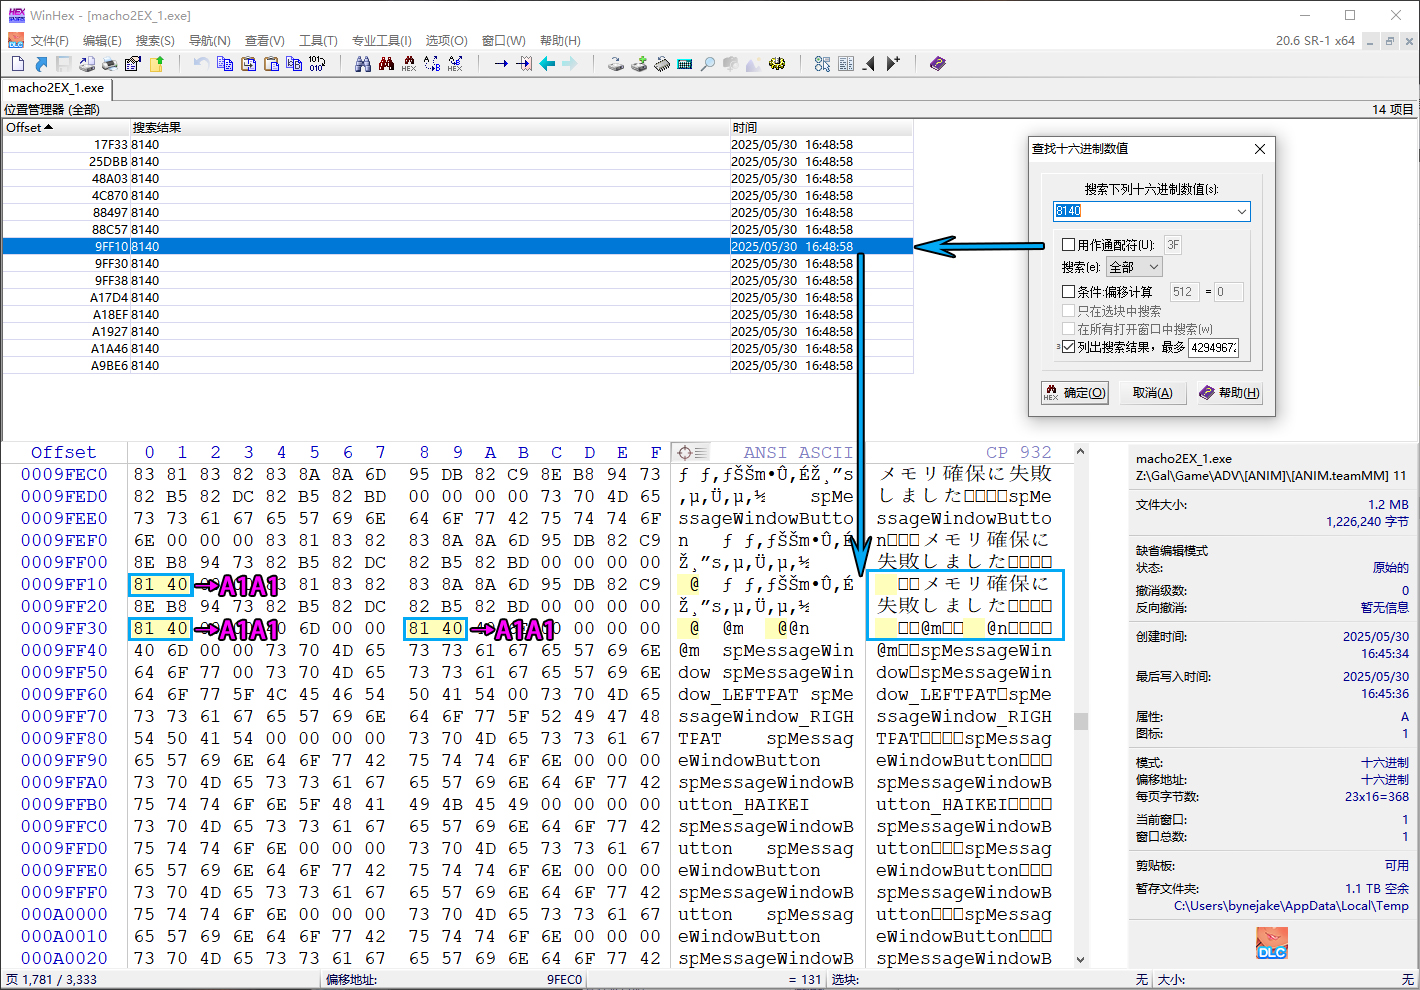 WinHex - [macho2EX_1.exe]
文件(F) 编辑(E) 搜索(S) 导航(N) 查看(V) 工具(T) 专业工具(I) 选项(O) 窗口(W) 帮助(H) 20.6 SR-1 x64
macho2EX_1.exe
位置管理器 (全部) 14 项目
Offset 搜索结果 时间
17F33 8140 2025/05/30 16:48:58
25DBB 8140 2025/05/30 16:48:58
48A03 8140 2025/05/30 16:48:58
4C870 8140 2025/05/30 16:48:58
88497 8140 2025/05/30 16:48:58
88C57 8140 2025/05/30 16:48:58
9FF10 8140 2025/05/30 16:48:58
9FF30 8140 2025/05/30 16:48:58
9FF38 8140 2025/05/30 16:48:58
A17D4 8140 2025/05/30 16:48:58
A18EF 8140 2025/05/30 16:48:58
A1927 8140 2025/05/30 16:48:58
A1A46 8140 2025/05/30 16:48:58
A9BE6 8140 2025/05/30 16:48:58
查找十六进制数值
搜索下列十六进制数值(s):
8140
用作通配符(U): 3F
搜索(e): 全部
条件:偏移计算 512 = 0
只在选块中搜索
在所有打开窗口中搜索(w)
3 列出搜索结果，最多 4294967
确定(O) 取消(A) 帮助(H)
Offset 0 1 2 3 4 5 6 7 8 9 A B C D E F ANSI ASCII CP 932
0009FEC0 83 81 83 82 83 8A 8A 6D 95 DB 82 C9 8E B8 94 73 ƒ ƒ‚ƒŠŠm•Û‚ÉŽ¸”s メモリ確保に失敗
0009FED0 82 B5 82 DC 82 B5 82 BD 00 00 00 00 73 70 4D 65 ‚µ‚Ü‚µ‚½ spMe しました□□□□spMe
0009FEE0 73 73 61 67 65 57 69 6E 64 6F 77 42 75 74 74 6F ssageWindowButto ssageWindowButto
0009FEF0 6E 00 00 00 83 81 83 82 83 8A 8A 6D 95 DB 82 C9 n ƒ ƒ‚ƒŠŠm•Û‚É n□□□メモリ確保に
0009FF00 8E B8 94 73 82 B5 82 DC 82 B5 82 BD 00 00 00 00 Ž¸”s‚µ‚Ü‚µ‚½ 失敗しました□□□□
0009FF10 81 40 →A1A1 83 81 83 82 83 8A 8A 6D 95 DB 82 C9 @ ƒ ƒ‚ƒŠŠm•Û‚É □□メモリ確保に
0009FF20 8E B8 94 73 82 B5 82 DC 82 B5 82 BD 00 00 00 00 Ž¸”s‚µ‚Ü‚µ‚½ 失敗しました□□□□
0009FF30 81 40 →A1A1 6D 00 00 81 40 →A1A1 00 00 00 @ @m @@n □□@m□□ @n□□□□
0009FF40 40 6D 00 00 73 70 4D 65 73 73 61 67 65 57 69 6E @m spMessageWin @m□□spMessageWin
0009FF50 64 6F 77 00 73 70 4D 65 73 73 61 67 65 57 69 6E dow spMessageWin dow□spMessageWin
0009FF60 64 6F 77 5F 4C 45 46 54 50 41 54 00 73 70 4D 65 dow_LEFTPAT spMe dow_LEFTPAT□spMe
0009FF70 73 73 61 67 65 57 69 6E 64 6F 77 5F 52 49 47 48 ssageWindow_RIGH ssageWindow_RIGH
0009FF80 54 50 41 54 00 00 00 00 73 70 4D 65 73 73 61 67 TPAT spMessag TPAT□□□□spMessag
0009FF90 65 57 69 6E 64 6F 77 42 75 74 74 6F 6E 00 00 00 eWindowButton eWindowButton□□□
0009FFA0 73 70 4D 65 73 73 61 67 65 57 69 6E 64 6F 77 42 spMessageWindowB spMessageWindowB
0009FFB0 75 74 74 6F 6E 5F 48 41 49 4B 45 49 00 00 00 00 utton_HAIKEI utton_HAIKEI□□□□
0009FFC0 73 70 4D 65 73 73 61 67 65 57 69 6E 64 6F 77 42 spMessageWindowB spMessageWindowB
0009FFD0 75 74 74 6F 6E 00 00 00 73 70 4D 65 73 73 61 67 utton spMessag utton□□□spMessag
0009FFE0 65 57 69 6E 64 6F 77 42 75 74 74 6F 6E 00 00 00 eWindowButton eWindowButton□□□
0009FFF0 73 70 4D 65 73 73 61 67 65 57 69 6E 64 6F 77 42 spMessageWindowB spMessageWindowB
000A0000 75 74 74 6F 6E 00 00 00 73 70 4D 65 73 73 61 67 utton spMessag utton□□□spMessag
000A0010 65 57 69 6E 64 6F 77 42 75 74 74 6F 6E 00 00 00 eWindowButton eWindowButton□□□
000A0020 73 70 4D 65 73 73 61 67 65 57 69 6E 64 6F 77 42 spMessageWindowB spMessageWindowB
macho2EX_1.exe
Z:\Gal\Game\ADV\[ANIM]\[ANIM.teamMM] 11
文件大小: 1.2 MB
1,226,240 字节
缺省编辑模式
状态: 原始的
撤消级数: 0
反向撤消: 暂无信息
创建时间: 2025/05/30
16:45:34
最后写入时间: 2025/05/30
16:45:36
属性: A
图标: 1
模式: 十六进制
偏移地址: 十六进制
每页字节数: 23x16=368
当前窗口: 1
窗口总数: 1
剪贴板: 可用
暂存文件夹: 1.1 TB 空余
C:\Users\bynejake\AppData\Local\Temp
DLC
页 1,781 / 3,333 偏移地址: 9FEC0 = 131 选块: 无 大小: 无